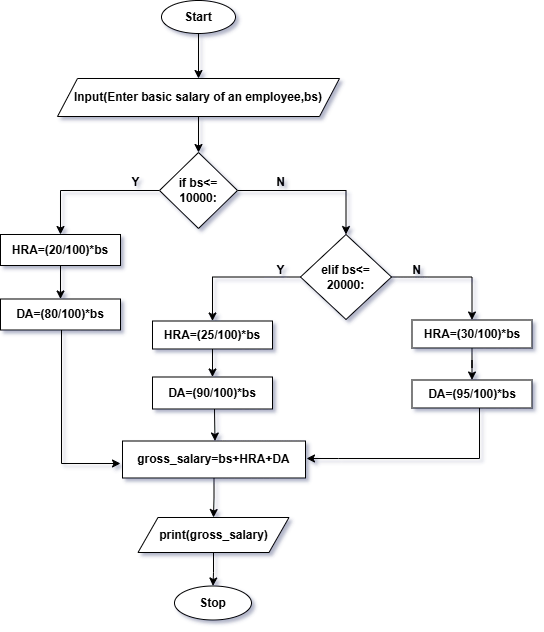 Start
Input(Enter basic salary of an employee,bs)
if bs<=
10000:
Y
N
HRA=(20/100)*bs
DA=(80/100)*bs
elif bs<=
20000:
Y
N
HRA=(25/100)*bs
DA=(90/100)*bs
HRA=(30/100)*bs
DA=(95/100)*bs
gross_salary=bs+HRA+DA
print(gross_salary)
Stop